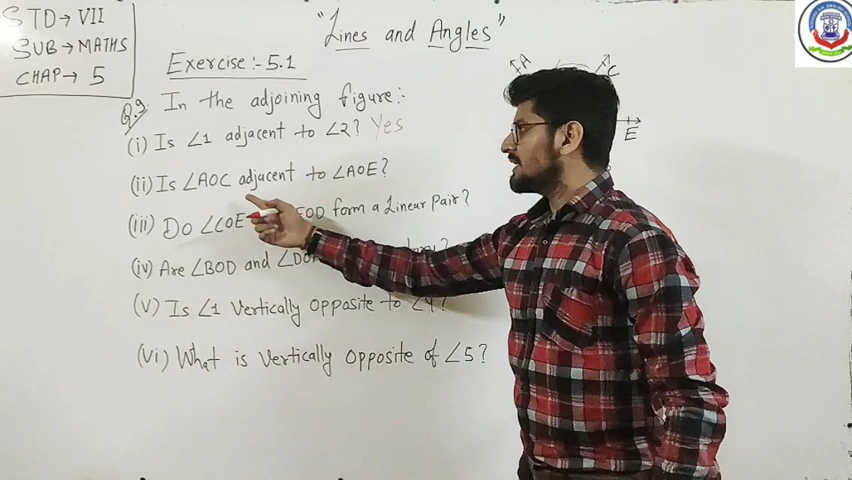 STD → VII
SUB → MATHS
CHAP → 5
"Lines and Angles"
Exercise :- 5.1
Q.9. In the adjoining figure :-
(i) Is ∠1 adjacent to ∠2? Yes
(ii) Is ∠AOC adjacent to ∠AOE?
(iii) Do ∠COE EOD form a Linear Pair?
(iv) Are ∠BOD and
(v) Is ∠1 Vertically Opposite to ∠4?
(vi) What is Vertically Opposite of ∠5?
A
C
E